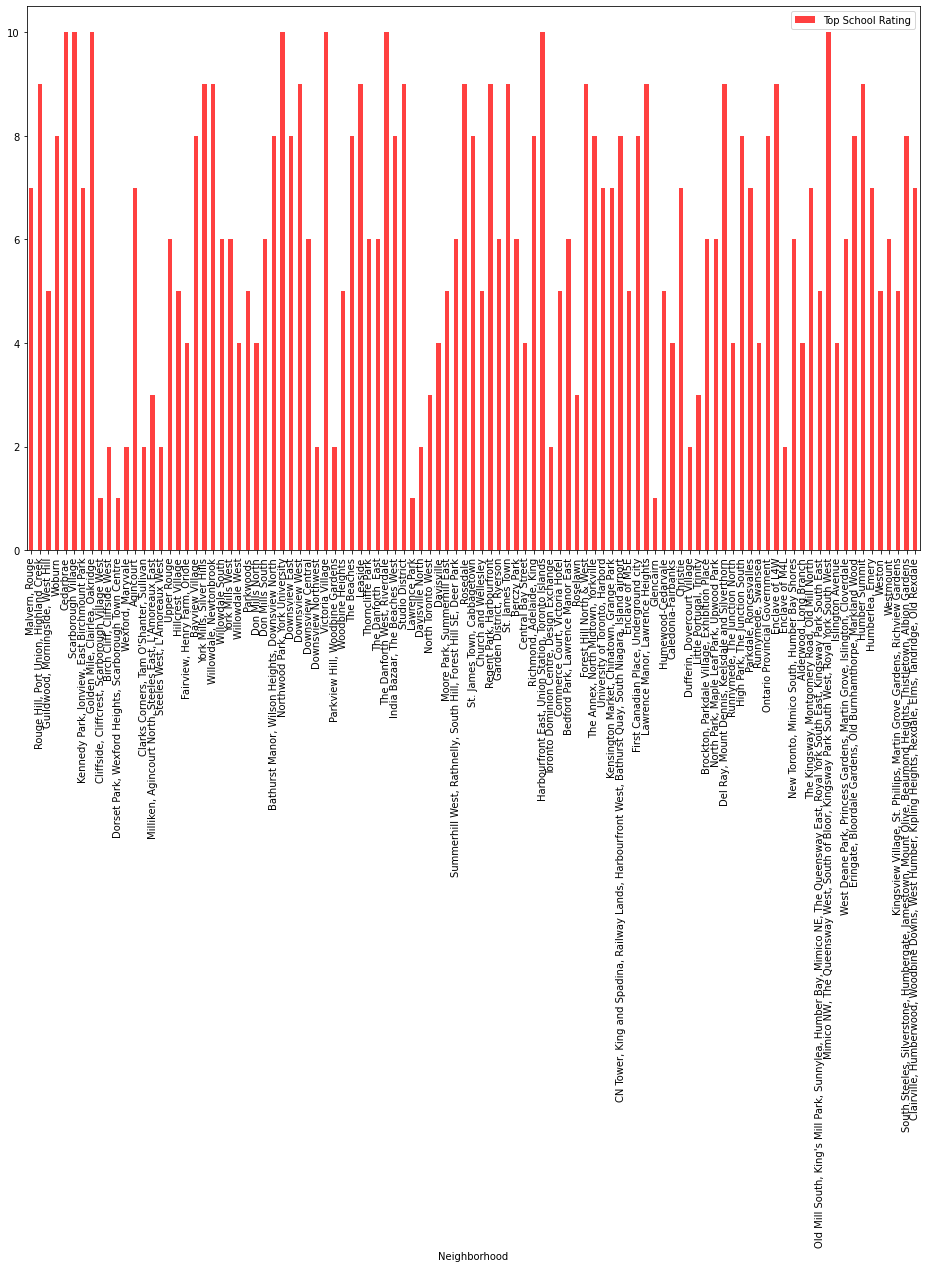 Top School Rating
10
8
6
4
2
0
Malvern, Rouge
Rouge Hill, Port Union, Highland Creek
Guildwood, Morningside, West Hill
Woburn
Cedarbrae
Scarborough Village
Kennedy Park, Ionview, East Birchmount Park
Golden Mile, Clairlea, Oakridge
Cliffside, Cliffcrest, Scarborough Village West
Birch Cliff, Cliffside West
Dorset Park, Wexford Heights, Scarborough Town Centre
Wexford, Maryvale
Agincourt
Clarks Corners, Tam O'Shanter, Sullivan
Milliken, Agincourt North, Steeles East, L'Amoreaux East
Steeles West, L'Amoreaux West
Upper Rouge
Hillcrest Village
Fairview, Henry Farm, Oriole
Bayview Village
York Mills, Silver Hills
Willowdale, Newtonbrook
Willowdale South
York Mills West
Willowdale West
Parkwoods
Don Mills North
Don Mills South
Bathurst Manor, Wilson Heights, Downsview North
Northwood Park, York University
Downsview East
Downsview West
Downsview Central
Downsview Northwest
Victoria Village
Parkview Hill, Woodbine Gardens
Woodbine Heights
The Beaches
Leaside
Thorncliffe Park
The Danforth East
The Danforth West, Riverdale
India Bazaar, The Beaches West
Studio District
Lawrence Park
Davisville North
North Toronto West
Davisville
Moore Park, Summerhill East
Summerhill West, Rathnelly, South Hill, Forest Hill SE, Deer Park
Rosedale
St. James Town, Cabbagetown
Church and Wellesley
Regent Park, Harbourfront
Garden District, Ryerson
St. James Town
Berczy Park
Central Bay Street
Richmond, Adelaide, King
Harbourfront East, Union Station, Toronto Islands
Toronto Dominion Centre, Design Exchange
Commerce Court, Victoria Hotel
Bedford Park, Lawrence Manor East
Roselawn
Forest Hill North & West
The Annex, North Midtown, Yorkville
University of Toronto, Harbord
Kensington Market, Chinatown, Grange Park
CN Tower, King and Spadina, Railway Lands, Harbourfront West, Bathurst Quay, South Niagara, Island airport
Enclave of M5E
First Canadian Place, Underground city
Lawrence Manor, Lawrence Heights
Glencairn
Humewood-Cedarvale
Caledonia-Fairbanks
Christie
Dufferin, Dovercourt Village
Little Portugal, Trinity
Brockton, Parkdale Village, Exhibition Place
North Park, Maple Leaf Park, Upwood Park
Del Ray, Mount Dennis, Keelsdale and Silverthorn
Runnymede, The Junction North
High Park, The Junction South
Parkdale, Roncesvalles
Runnymede, Swansea
Ontario Provincial Government
Enclave of L4W
Enclave of M4L
New Toronto, Mimico South, Humber Bay Shores
Alderwood, Long Branch
The Kingsway, Montgomery Road, Old Mill North
Old Mill South, King's Mill Park, Sunnylea, Humber Bay, Mimico NE, The Queensway East, Royal York South East, Kingsway Park South East
Mimico NW, The Queensway West, South of Bloor, Kingsway Park South West, Royal York South West
Islington Avenue
West Deane Park, Princess Gardens, Martin Grove, Islington, Cloverdale
Eringate, Bloordale Gardens, Old Burnhamthorpe, Markland Wood
Humber Summit
Humberlea, Emery
Weston
Westmount
Kingsview Village, St. Phillips, Martin Grove Gardens, Richview Gardens
South Steeles, Silverstone, Humbergate, Jamestown, Mount Olive, Beaumond Heights, Thistletown, Albion Gardens
Clairville, Humberwood, Woodbine Downs, West Humber, Kipling Heights, Rexdale, Elms, Tandridge, Old Rexdale
Neighborhood